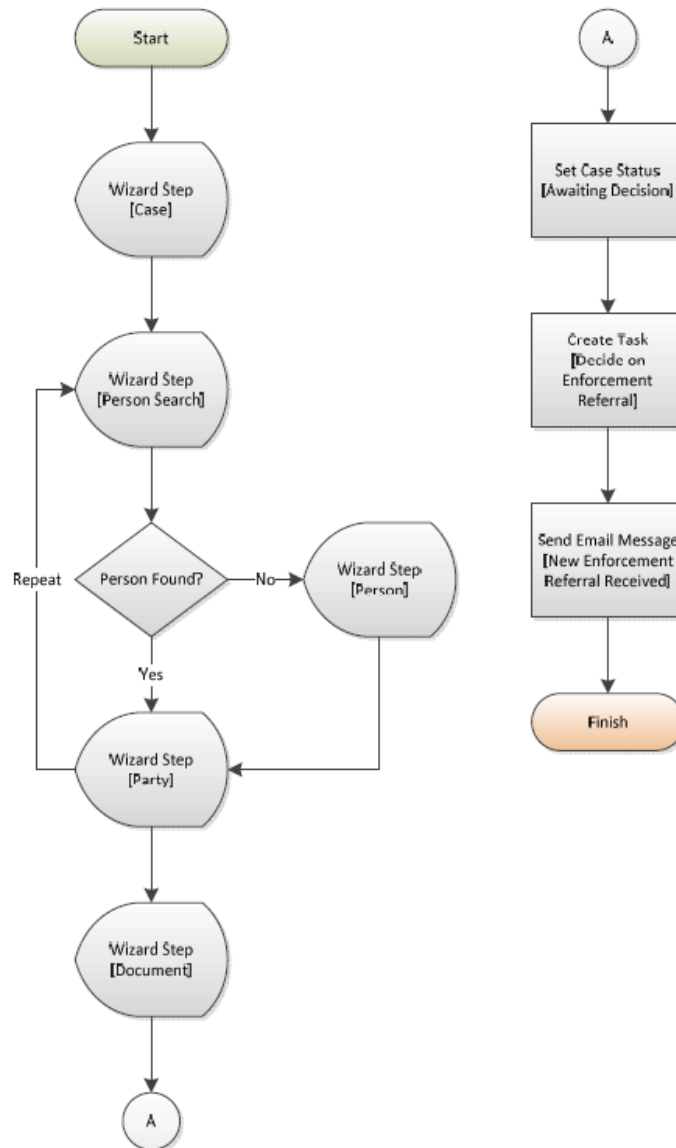 Start
Wizard Step
[Case]
Wizard Step
[Person Search]
Person Found?
No
Wizard Step
[Person]
Repeat
Yes
Wizard Step
[Party]
Wizard Step
[Document]
A
A
Set Case Status
[Awaiting Decision]
Create Task
[Decide on
Enforcement
Referral]
Send Email Message
[New Enforcement
Referral Received]
Finish